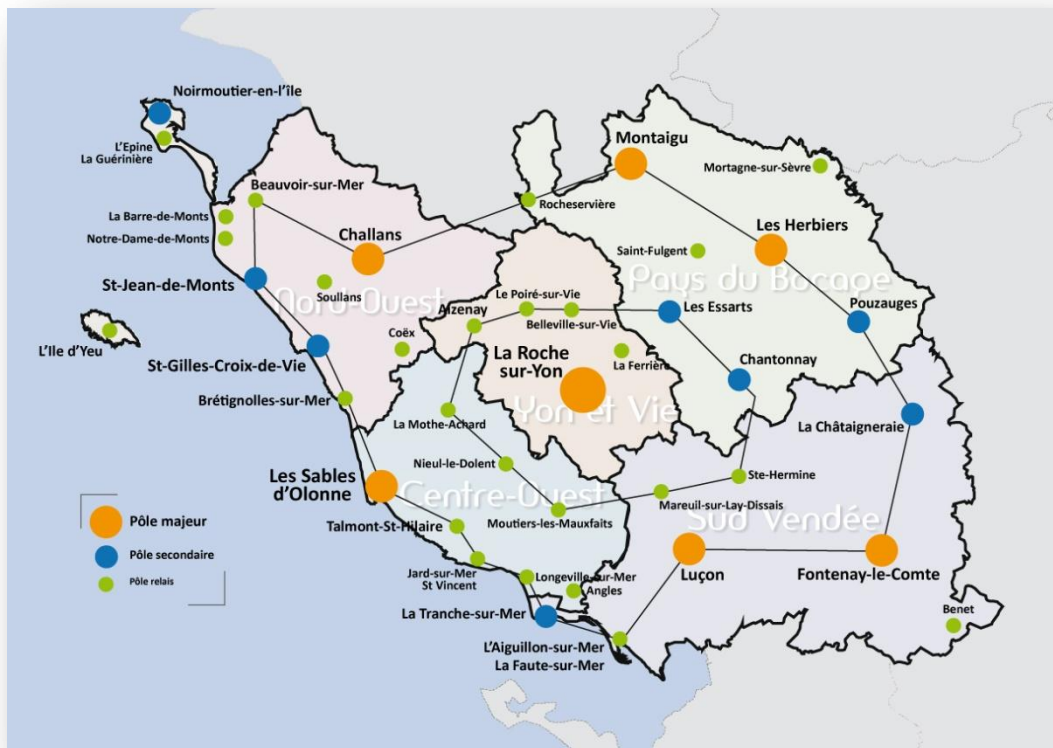 Noirmoutier-en-l'île
L'Epine
La Guérinière
Montaigu
Mortagne-sur-Sèvre
Beauvoir-sur-Mer
Rocheservière
La Barre-de-Monts
Notre-Dame-de-Monts
Challans
Les Herbiers
Saint-Fulgent
Pays du Bocage
St-Jean-de-Monts
Soullans
Nord-Ouest
Le Poiré-sur-Vie
Les Essarts
Pouzauges
Aizenay
Belleville-sur-Vie
L'Ile d'Yeu
Coëx
St-Gilles-Croix-de-Vie
La Roche
sur-Yon
La Ferrière
Chantonnay
Brétignolles-sur-Mer
Yon et Vie
La Mothe-Achard
La Châtaigneraie
Nieul-le-Dolent
Les Sables
d'Olonne
Centre-Ouest
Ste-Hermine
Mareuil-sur-Lay-Dissais
Sud Vendée
Talmont-St-Hilaire
Moutiers-les-Mauxfaits
Pôle majeur
Pôle secondaire
Pôle relais
Jard-sur-Mer
St Vincent
Longeville-sur-Mer
Angles
Luçon
Fontenay-le-Comte
La Tranche-sur-Mer
Benet
L'Aiguillon-sur-Mer
La Faute-sur-Mer